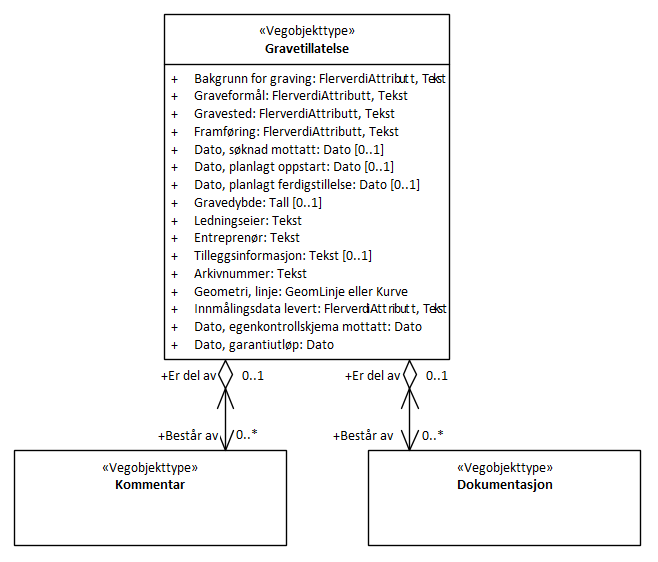 «Vegobjekttype»
Gravetillatelse
+ Bakgrunn for graving: FlerverdiAttributt, Tekst
+ Graveformål: FlerverdiAttributt, Tekst
+ Gravested: FlerverdiAttributt, Tekst
+ Framføring: FlerverdiAttributt, Tekst
+ Dato, søknad mottatt: Dato [0..1]
+ Dato, planlagt oppstart: Dato [0..1]
+ Dato, planlagt ferdigstillelse: Dato [0..1]
+ Gravedybde: Tall [0..1]
+ Ledningseier: Tekst
+ Entreprenør: Tekst
+ Tilleggsinformasjon: Tekst [0..1]
+ Arkivnummer: Tekst
+ Geometri, linje: GeomLinje eller Kurve
+ Innmålingsdata levert: FlerverdiAttributt, Tekst
+ Dato, egenkontrollskjema mottatt: Dato
+ Dato, garantiutløp: Dato
+Er del av 0..1 +Er del av 0..1
+Består av 0..* +Består av 0..*
«Vegobjekttype»
Kommentar
«Vegobjekttype»
Dokumentasjon